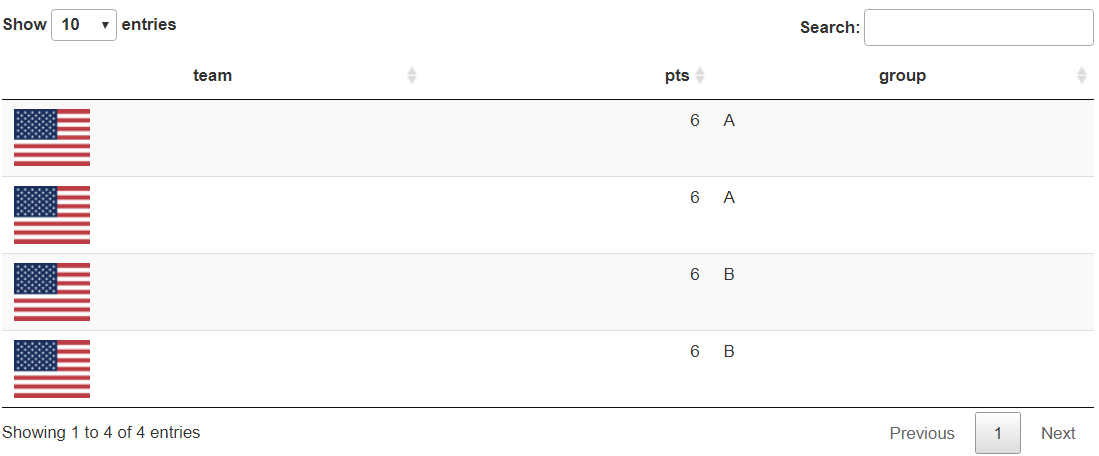 Show 10 entries Search:
team pts group
6 A
6 A
6 B
6 B
Showing 1 to 4 of 4 entries Previous 1 Next